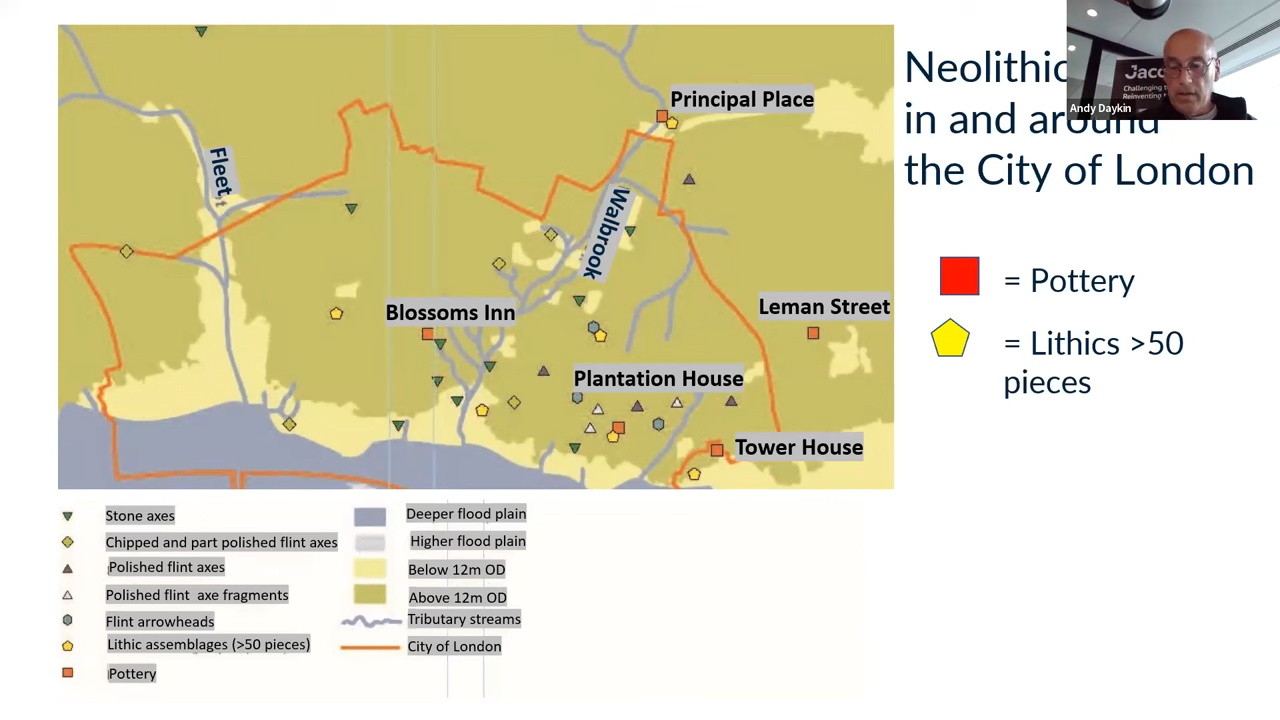 Neolithic
in and around
the City of London
Andy Daykin
Challenging
Principal Place
Fleet
Walbrook
Blossoms Inn
Leman Street
Plantation House
Tower House
= Pottery
= Lithics >50
pieces
Stone axes
Chipped and part polished flint axes
Polished flint axes
Polished flint axe fragments
Flint arrowheads
Lithic assemblages (>50 pieces)
Pottery
Deeper flood plain
Higher flood plain
Below 12m OD
Above 12m OD
Tributary streams
City of London